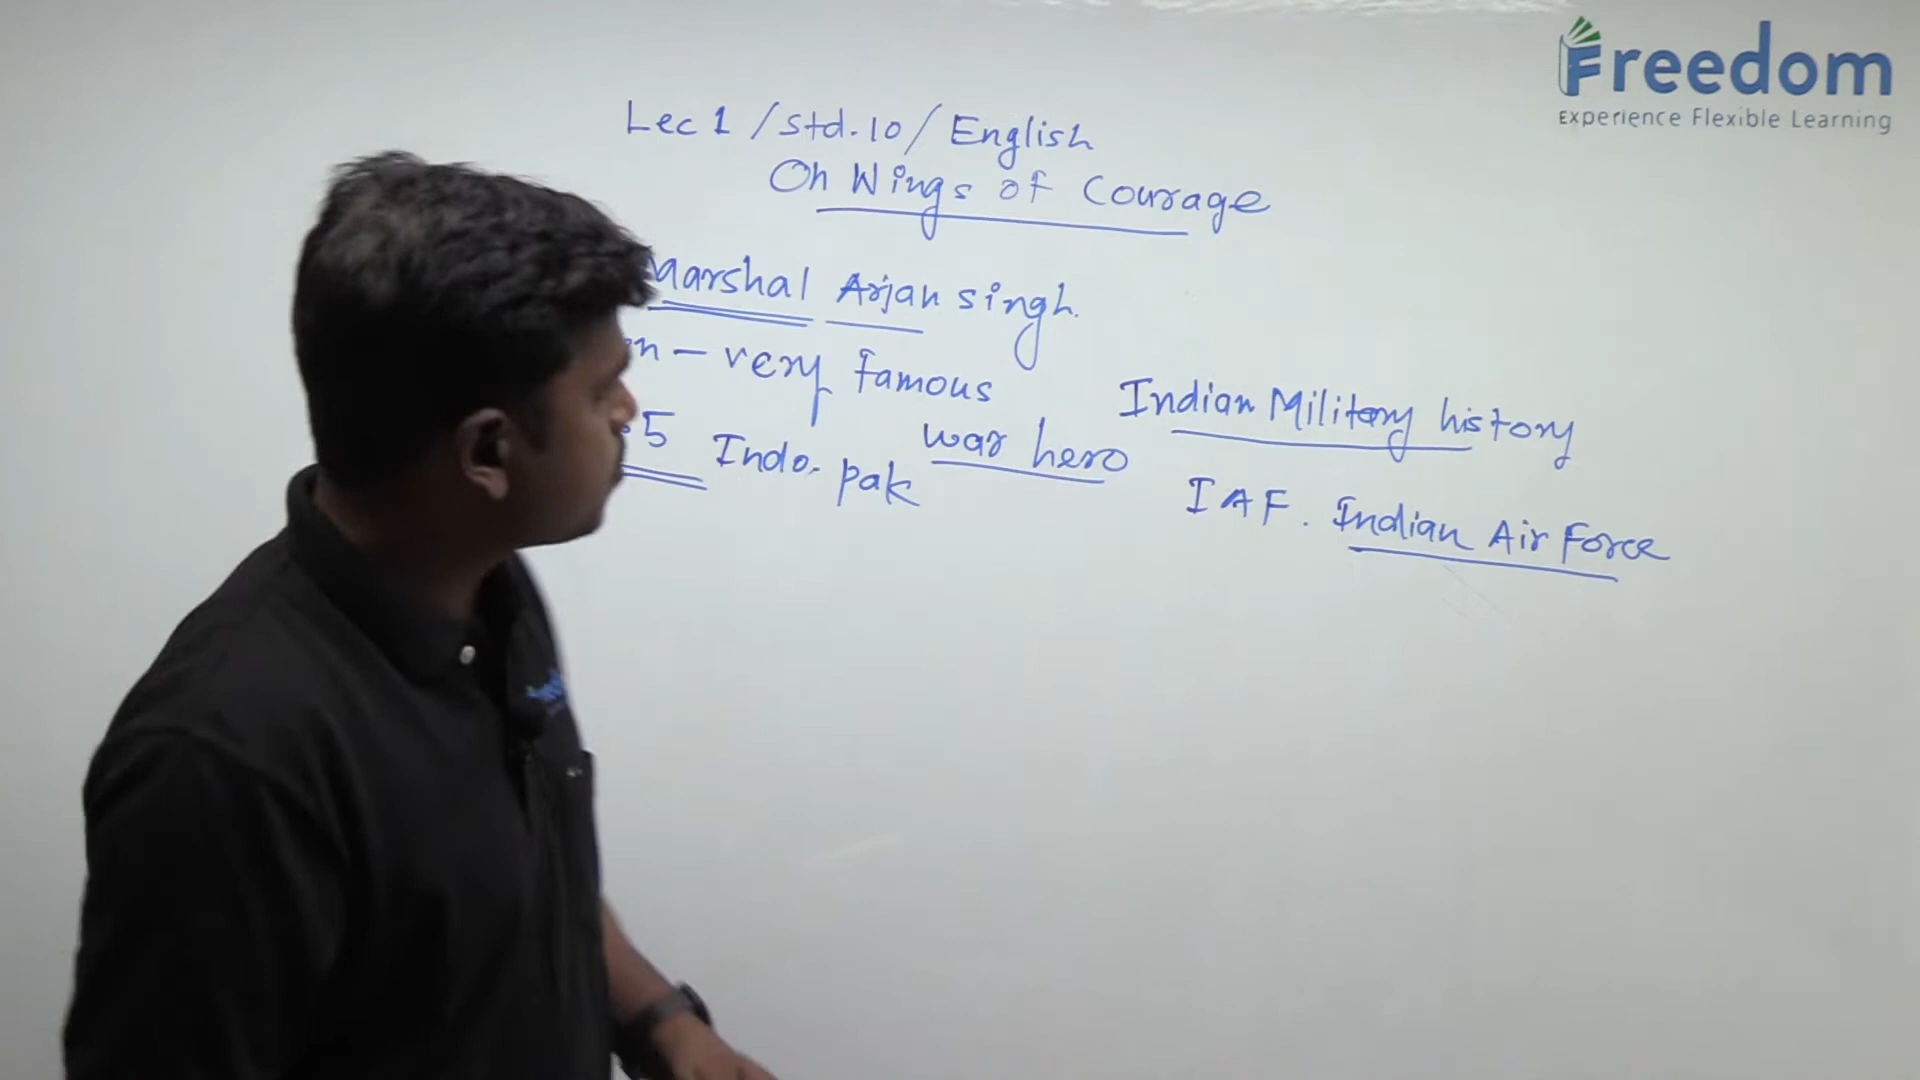 Freedom
Experience Flexible Learning
Lec 1 / Std. 10 / English
On Wings of Courage
Marshal Arjan Singh.
- very famous
5 Indo-Pak war hero
Indian Military history
IAF. Indian Air Force